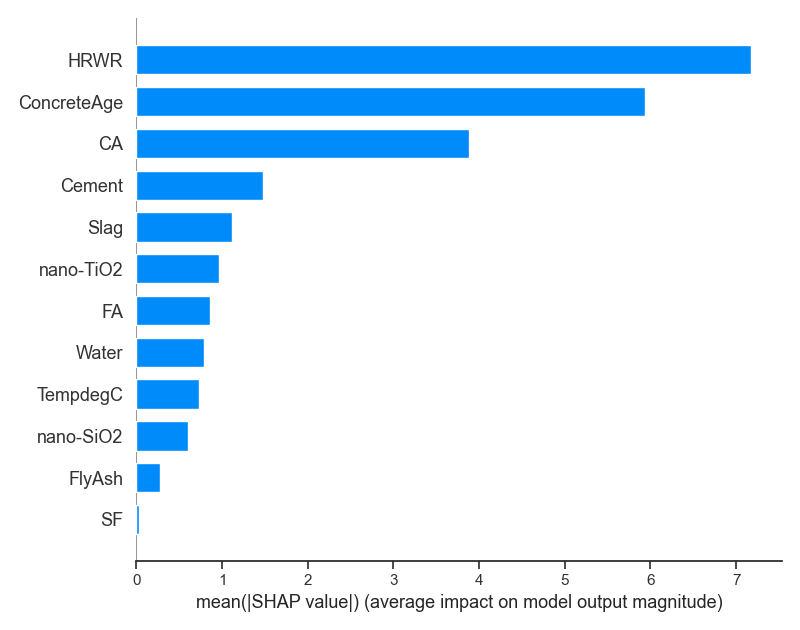 HRWR
ConcreteAge
CA
Cement
Slag
nano-TiO2
FA
Water
TempdegC
nano-SiO2
FlyAsh
SF
0 1 2 3 4 5 6 7
mean(|SHAP value|) (average impact on model output magnitude)